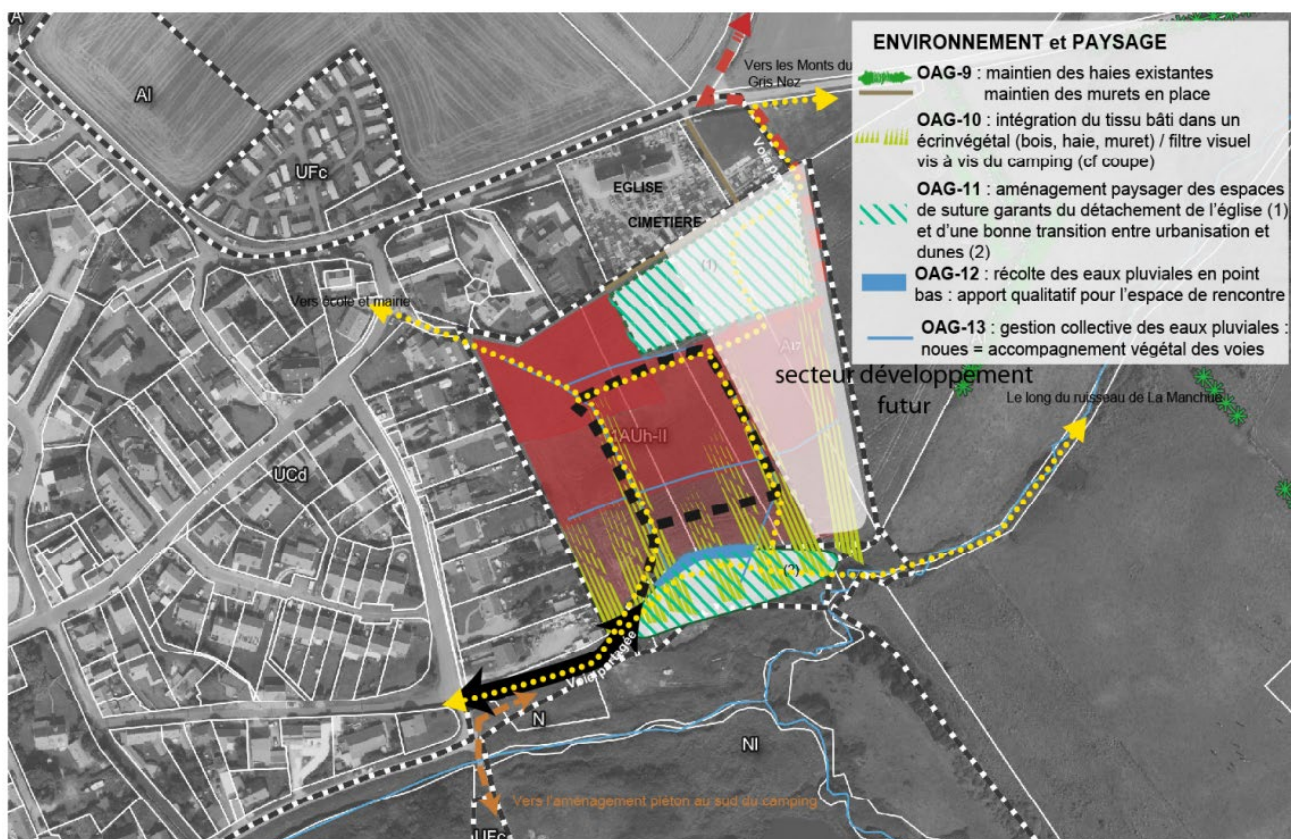 A
Al
UFc
Vers les Monts du
Gris Nez
EGLISE
CIMETIERE
(1)
Vers école et mairie
1AUh-II
UCd
secteur développement
futur
Le long du ruisseau de La Manchue
(2)
Voie partagée
N
Nl
Vers l'aménagement piéton au sud du camping
UFc
ENVIRONNEMENT et PAYSAGE
OAG-9 : maintien des haies existantes
maintien des murets en place
OAG-10 : intégration du tissu bâti dans un
écrinvégétal (bois, haie, muret) / filtre visuel
vis à vis du camping (cf coupe)
OAG-11 : aménagement paysager des espaces
de suture garants du détachement de l'église (1)
et d'une bonne transition entre urbanisation et
dunes (2)
OAG-12 : récolte des eaux pluviales en point
bas : apport qualitatif pour l'espace de rencontre
OAG-13 : gestion collective des eaux pluviales :
noues = accompagnement végétal des voies